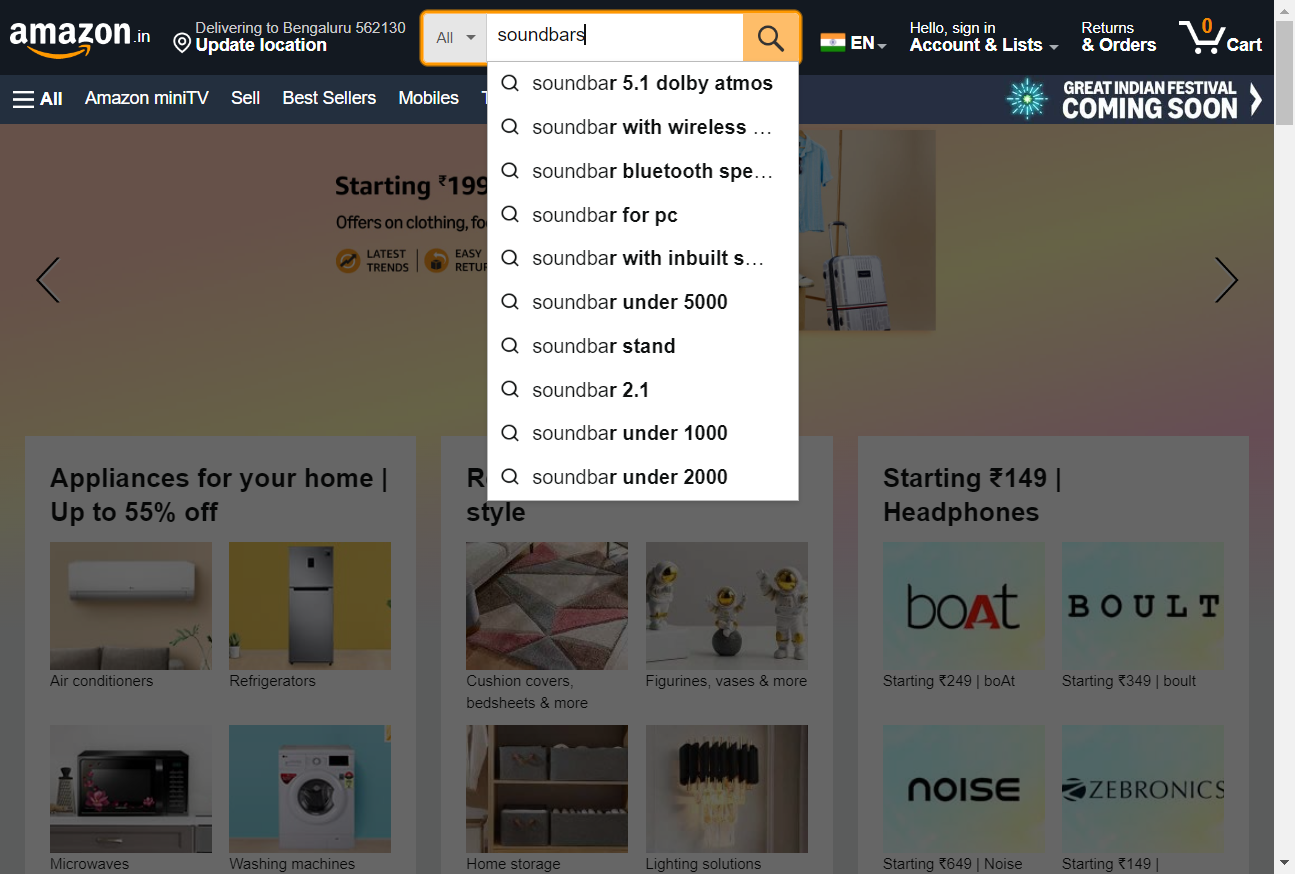 amazon.in
Delivering to Bengaluru 562130
Update location
All
soundbars
EN
Hello, sign in
Account & Lists
Returns
& Orders
0
Cart
All
Amazon miniTV
Sell
Best Sellers
Mobiles
GREAT INDIAN FESTIVAL
COMING SOON
soundbar 5.1 dolby atmos
soundbar with wireless …
soundbar bluetooth spe…
soundbar for pc
soundbar with inbuilt s…
soundbar under 5000
soundbar stand
soundbar 2.1
soundbar under 1000
soundbar under 2000
Starting ₹199
Offers on clothing,
LATEST
TRENDS
EASY
Appliances for your home |
Up to 55% off
Air conditioners
Refrigerators
Microwaves
Washing machines
style
Cushion covers,
bedsheets & more
Figurines, vases & more
Home storage
Lighting solutions
Starting ₹149 |
Headphones
boAt
BOULT
Starting ₹249 | boAt
Starting ₹349 | boult
NOISE
ZEBRONICS
Starting ₹649 | Noise
Starting ₹149 |